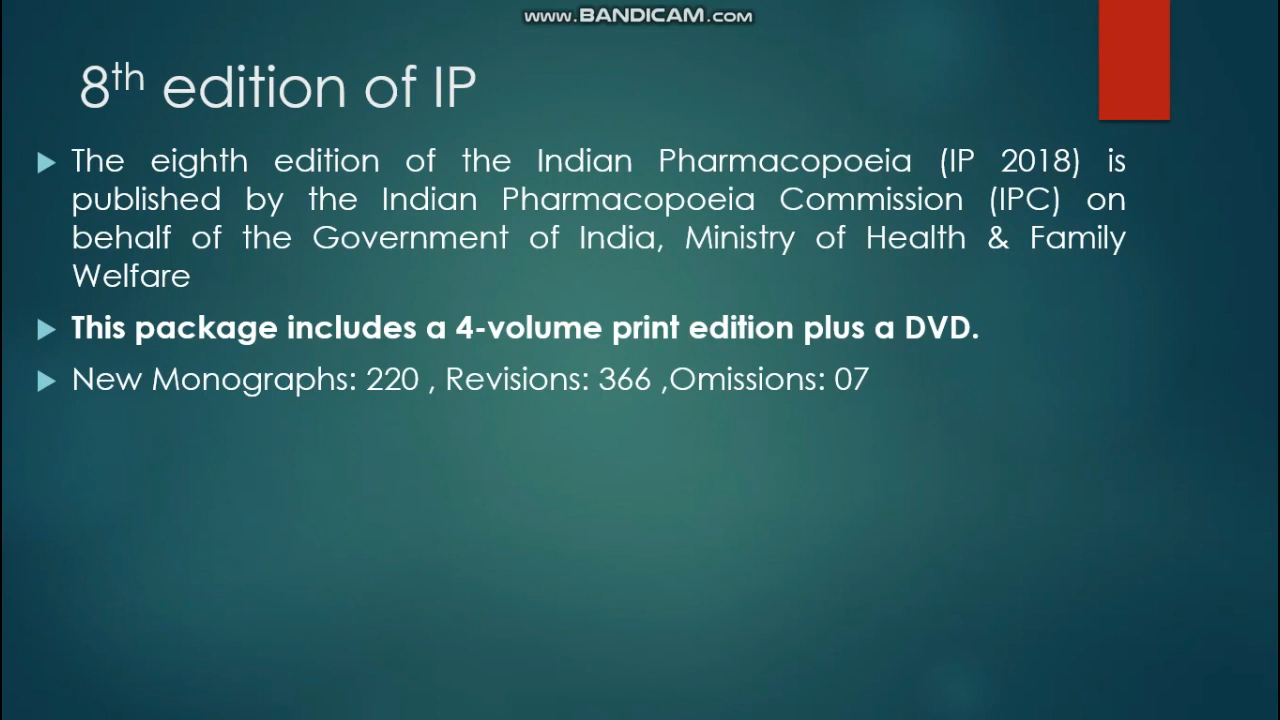 www.BANDICAM.com
8th edition of IP
The eighth edition of the Indian Pharmacopoeia (IP 2018) is
published by the Indian Pharmacopoeia Commission (IPC) on
behalf of the Government of India, Ministry of Health & Family
Welfare
This package includes a 4-volume print edition plus a DVD.
New Monographs: 220 , Revisions: 366 ,Omissions: 07